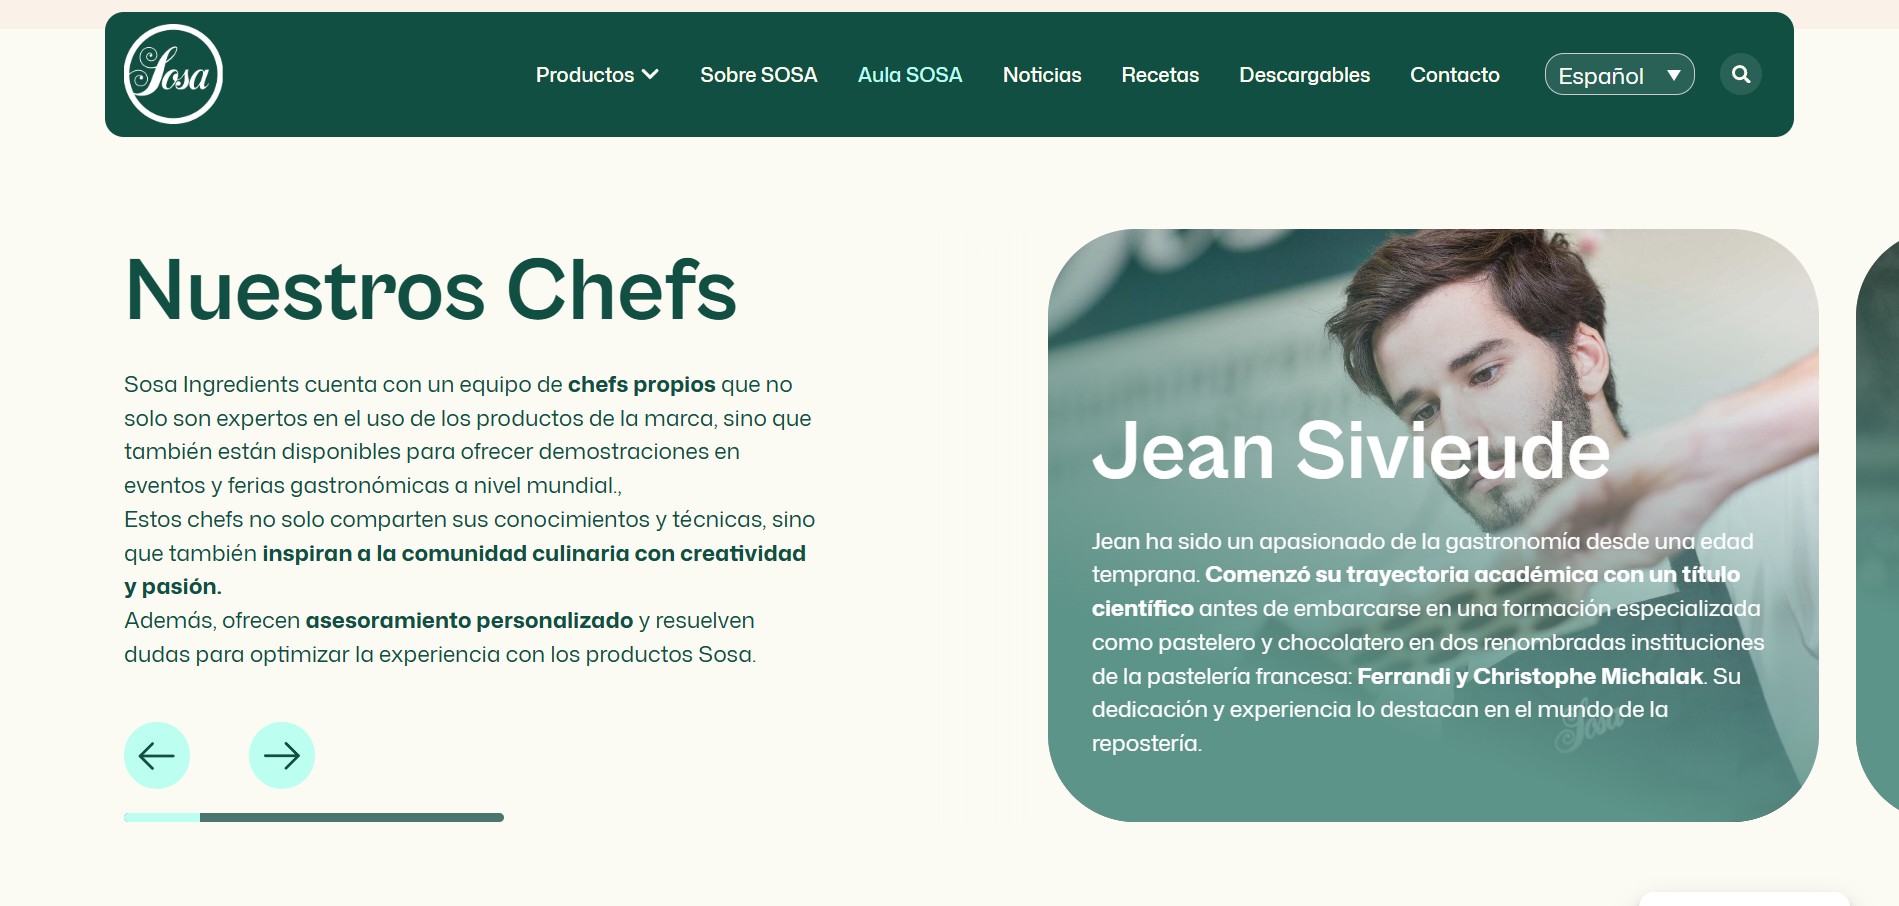 Sosa
Productos
Sobre SOSA
Aula SOSA
Noticias
Recetas
Descargables
Contacto
Español
Nuestros Chefs
Sosa Ingredients cuenta con un equipo de chefs propios que no
solo son expertos en el uso de los productos de la marca, sino que
también están disponibles para ofrecer demostraciones en
eventos y ferias gastronómicas a nivel mundial.,
Estos chefs no solo comparten sus conocimientos y técnicas, sino
que también inspiran a la comunidad culinaria con creatividad
y pasión.
Además, ofrecen asesoramiento personalizado y resuelven
dudas para optimizar la experiencia con los productos Sosa.
Jean Sivieude
Jean ha sido un apasionado de la gastronomía desde una edad
temprana. Comenzó su trayectoria académica con un título
científico antes de embarcarse en una formación especializada
como pastelero y chocolatero en dos renombradas instituciones
de la pastelería francesa: Ferrandi y Christophe Michalak. Su
dedicación y experiencia lo destacan en el mundo de la
repostería.
Sosa